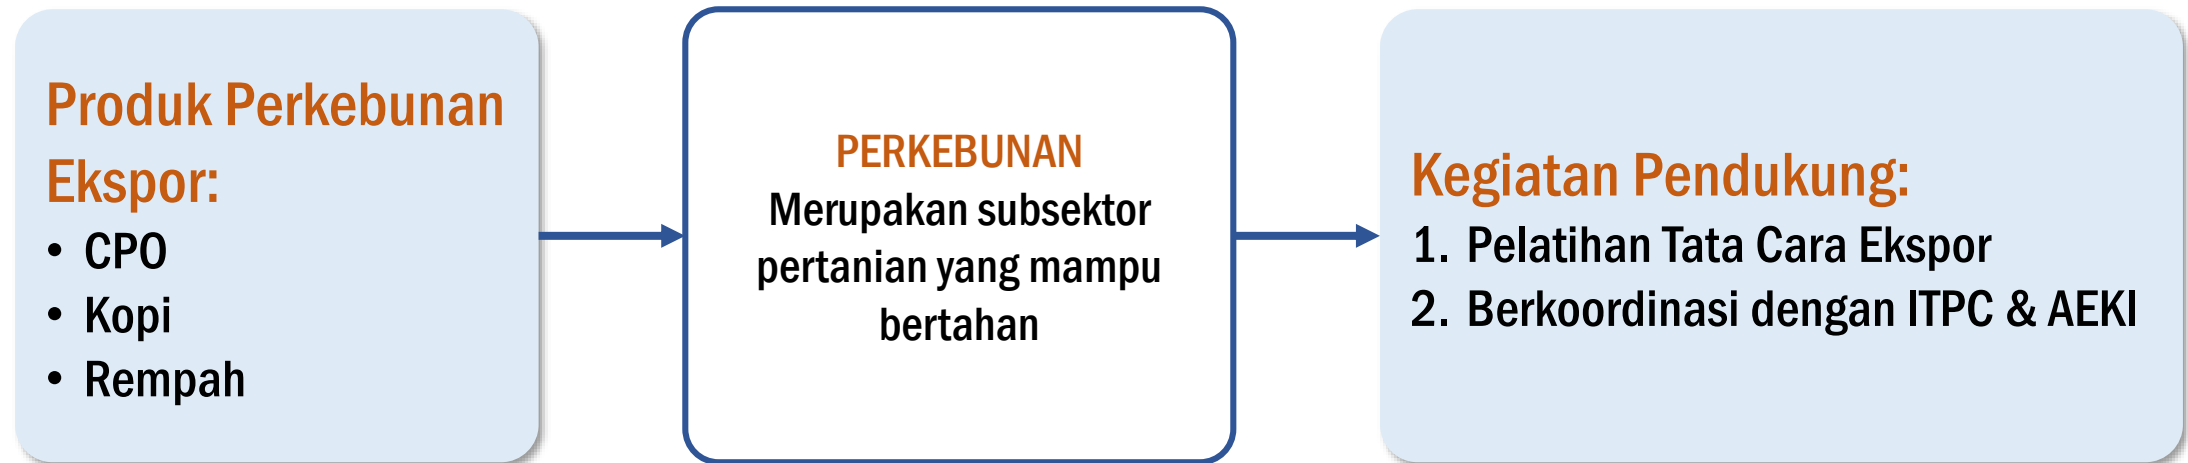 Produk Perkebunan
Ekspor:
• CPO
• Kopi
• Rempah
PERKEBUNAN
Merupakan subsektor
pertanian yang mampu
bertahan
Kegiatan Pendukung:
1. Pelatihan Tata Cara Ekspor
2. Berkoordinasi dengan ITPC & AEKI